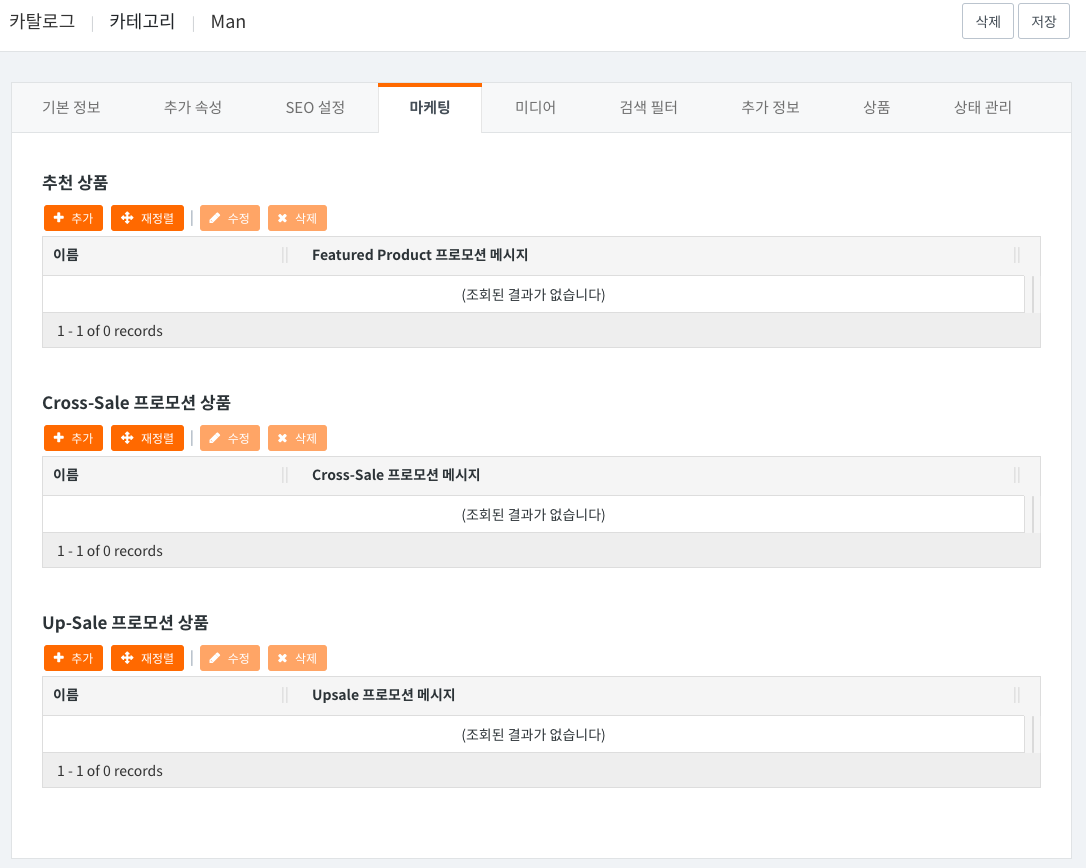 카탈로그 | 카테고리 | Man 삭제 저장
기본 정보 추가 속성 SEO 설정 마케팅 미디어 검색 필터 추가 정보 상품 상태 관리
추천 상품
추가 재정렬 | 수정 삭제
이름 Featured Product 프로모션 메시지
(조회된 결과가 없습니다)
1 - 1 of 0 records
Cross-Sale 프로모션 상품
추가 재정렬 | 수정 삭제
이름 Cross-Sale 프로모션 메시지
(조회된 결과가 없습니다)
1 - 1 of 0 records
Up-Sale 프로모션 상품
추가 재정렬 | 수정 삭제
이름 Upsale 프로모션 메시지
(조회된 결과가 없습니다)
1 - 1 of 0 records